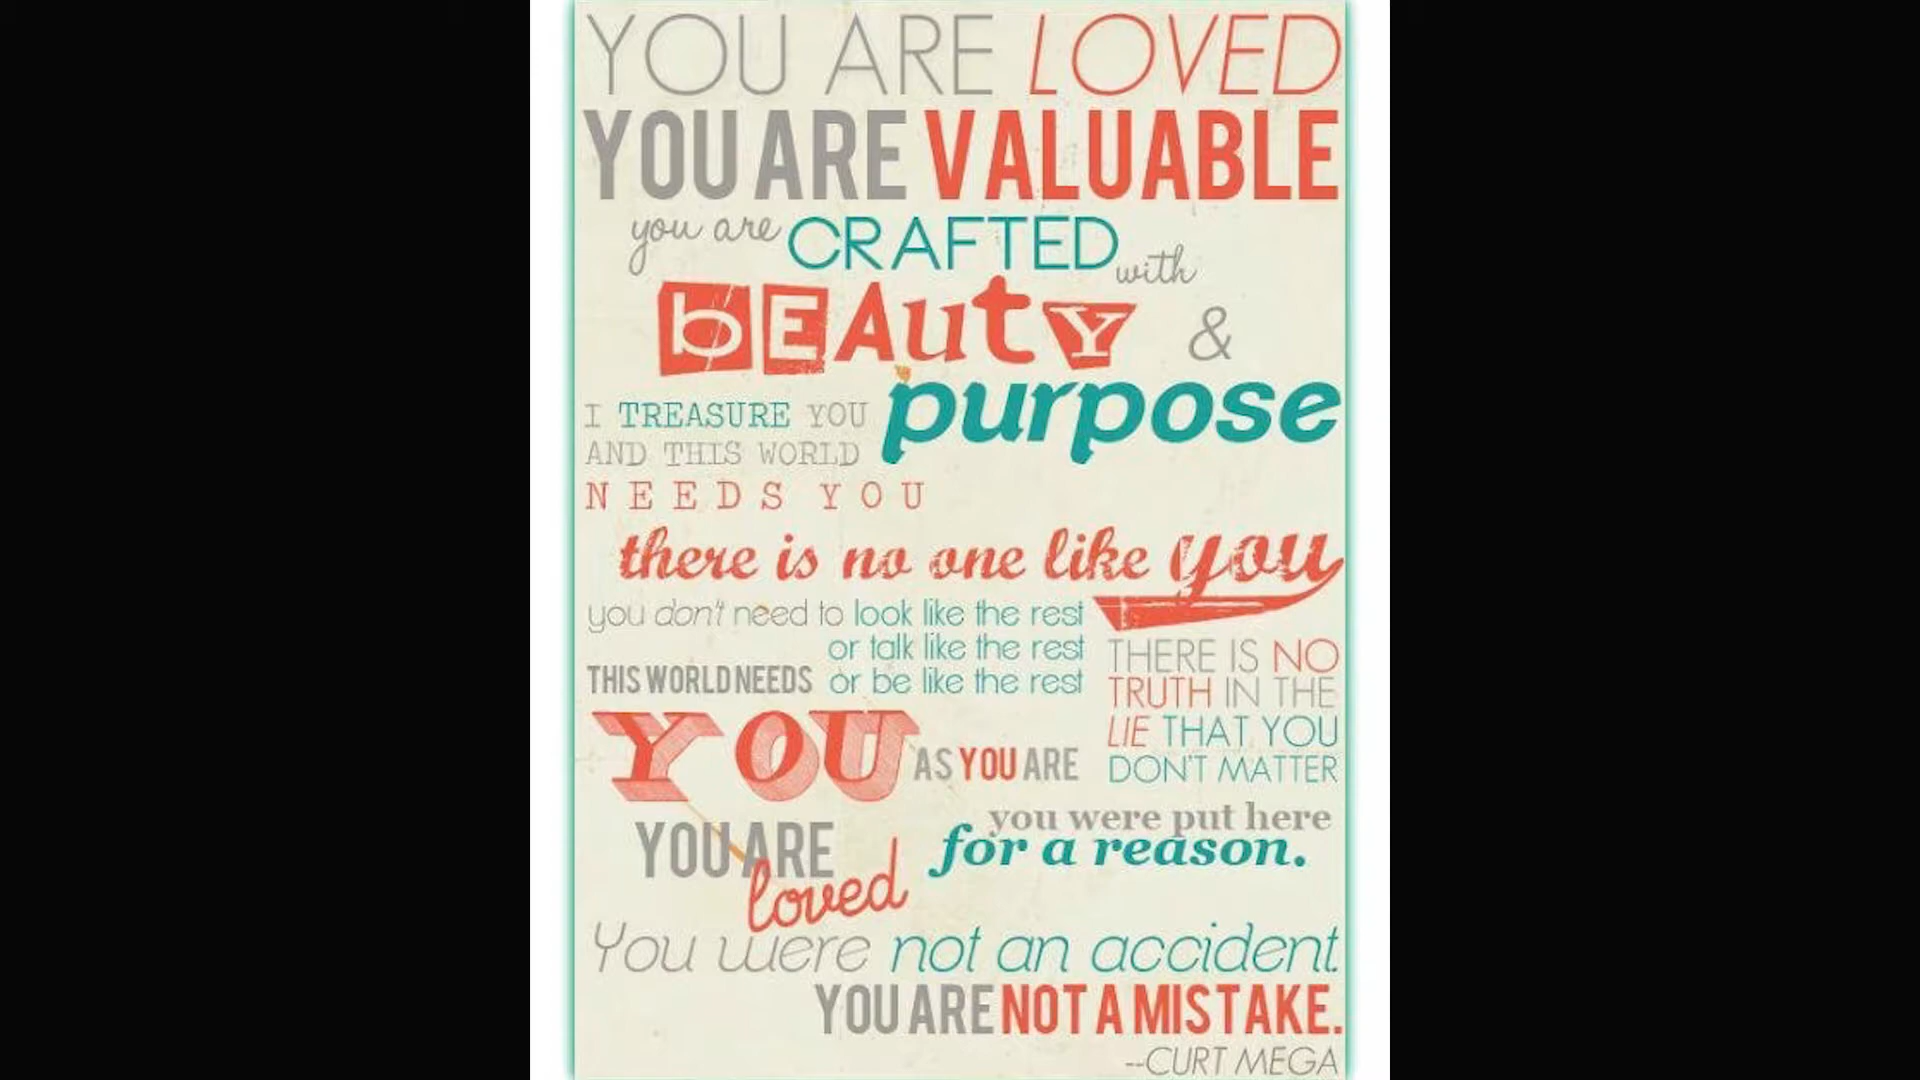 YOU ARE LOVED
YOU ARE VALUABLE
you are CRAFTED with
bEAutY &
purpose
I TREASURE YOU
AND THIS WORLD
NEEDS YOU
there is no one like you
you don't need to look like the rest
or talk like the rest
or be like the rest
THERE IS NO
TRUTH IN THE
LIE THAT YOU
DON'T MATTER
THIS WORLD NEEDS
YOU AS YOU ARE
you were put here
for a reason.
YOU ARE
loved
You were not an accident.
YOU ARE NOT A MISTAKE.
--CURT MEGA